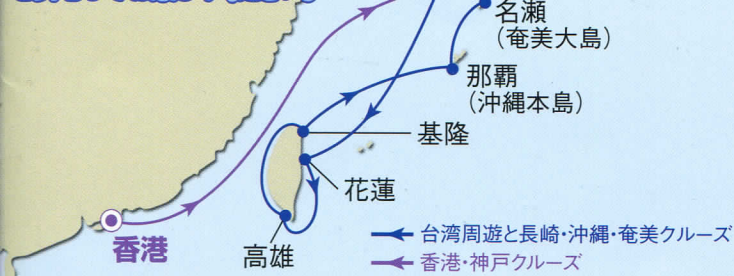 名瀬
(奄美大島)
那覇
(沖縄本島)
基隆
花蓮
香港
高雄
台湾周遊と長崎・沖縄・奄美クルーズ
香港・神戸クルーズ